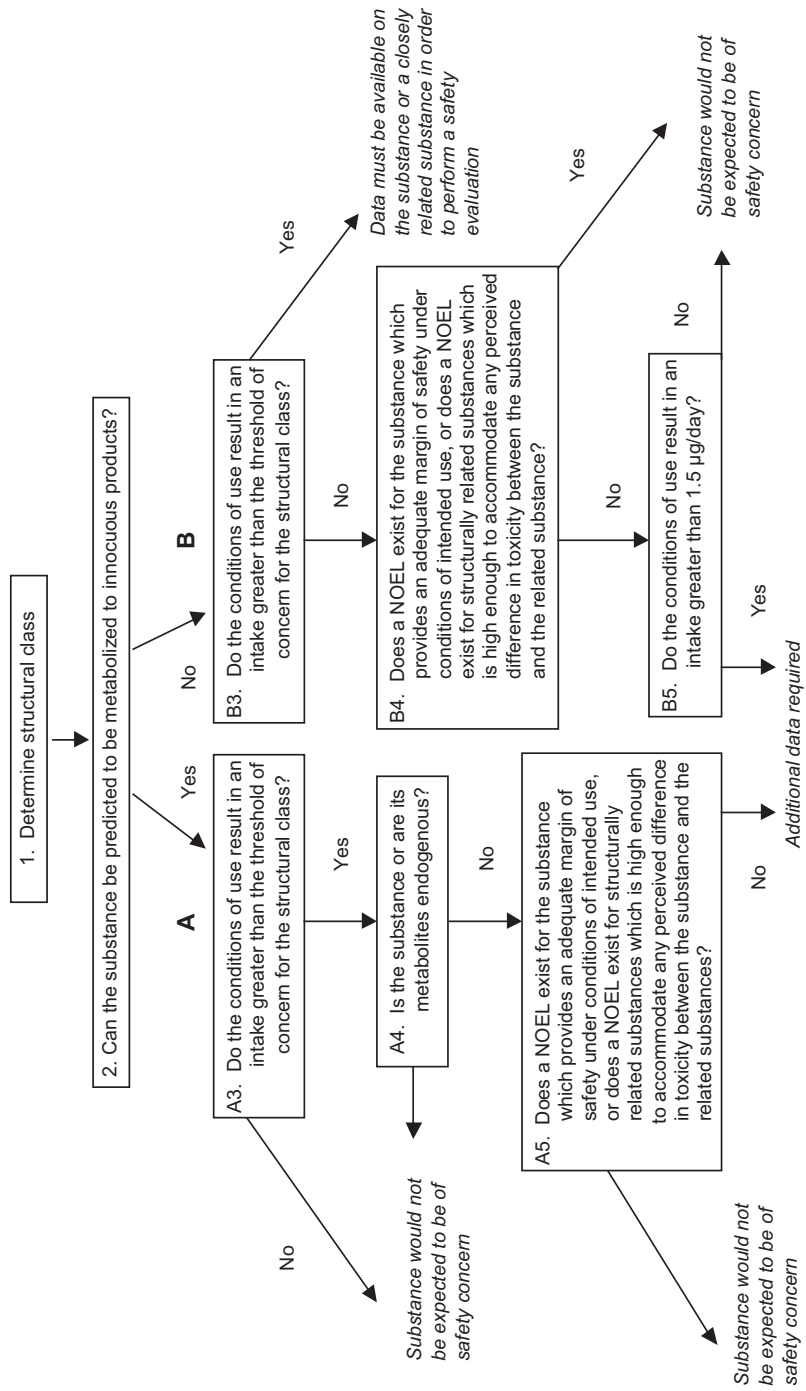 1. Determine structural class
2. Can the substance be predicted to be metabolized to innocuous products?
Yes
No
A
B
A3. Do the conditions of use result in an
intake greater than the threshold of
concern for the structural class?
B3. Do the conditions of use result in an
intake greater than the threshold of
concern for the structural class?
No
Yes
No
Yes
Substance would not
be expected to be of
safety concern
A4. Is the substance or are its
metabolites endogenous?
Data must be available on
the substance or a closely
related substance in order
to perform a safety
evaluation
No
A5. Does a NOEL exist for the substance
which provides an adequate margin of
safety under conditions of intended use,
or does a NOEL exist for structurally
related substances which is high enough
to accommodate any perceived difference
in toxicity between the substance and the
related substances?
B4. Does a NOEL exist for the substance which
provides an adequate margin of safety under
conditions of intended use, or does a NOEL
exist for structurally related substances which
is high enough to accommodate any perceived
difference in toxicity between the substance
and the related substance?
Yes
No
Substance would not
be expected to be of
safety concern
B5. Do the conditions of use result in an
intake greater than 1.5 µg/day?
No
Substance would not
be expected to be of
safety concern
No
Yes
Additional data required